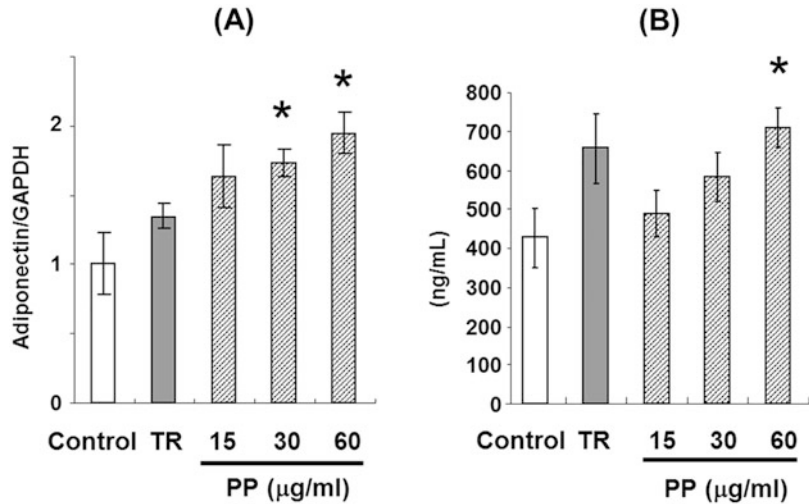 (A)
Adiponectin/GAPDH
2
1
0
*
*
Control TR 15 30 60
PP (μg/ml)
(B)
(ng/mL)
800
700
600
500
400
300
200
100
0
*
Control TR 15 30 60
PP (μg/ml)